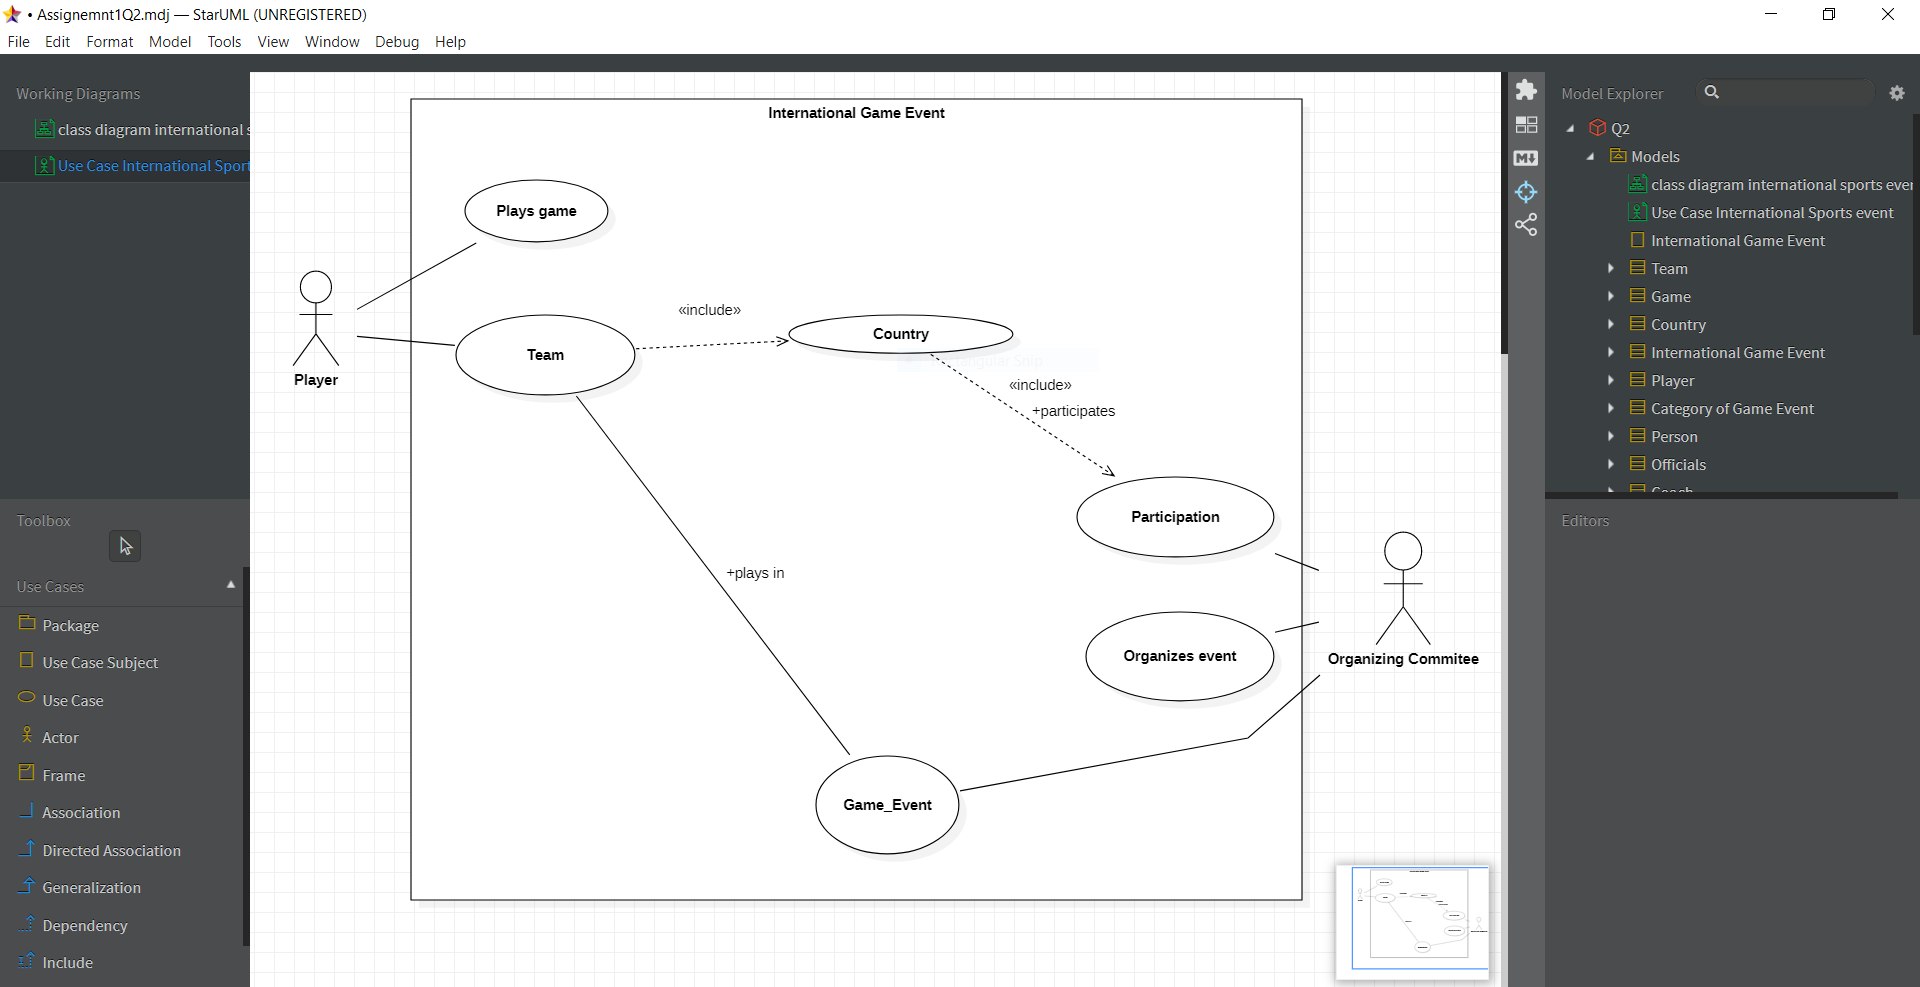 • Assignemnt1Q2.mdj — StarUML (UNREGISTERED)
File Edit Format Model Tools View Window Debug Help
Working Diagrams
class diagram international s
Use Case International Sport
Toolbox
Use Cases
Package
Use Case Subject
Use Case
Actor
Frame
Association
Directed Association
Generalization
Dependency
Include
International Game Event
Plays game
Player
Team
«include»
Country
«include»
+participates
Participation
+plays in
Organizes event
Organizing Commitee
Game_Event
M
Model Explorer
Q2
Models
class diagram international sports ever
Use Case International Sports event
International Game Event
Team
Game
Country
International Game Event
Player
Category of Game Event
Person
Officials
Coach
Editors